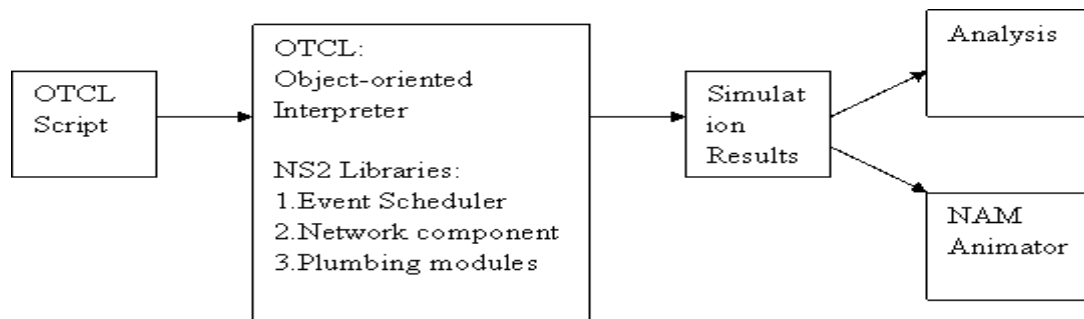 OTCL
Script
OTCL:
Object-oriented
Interpreter
NS2 Libraries:
1.Event Scheduler
2.Network component
3.Plumbing modules
Simulat
ion
Results
Analysis
NAM
Animator